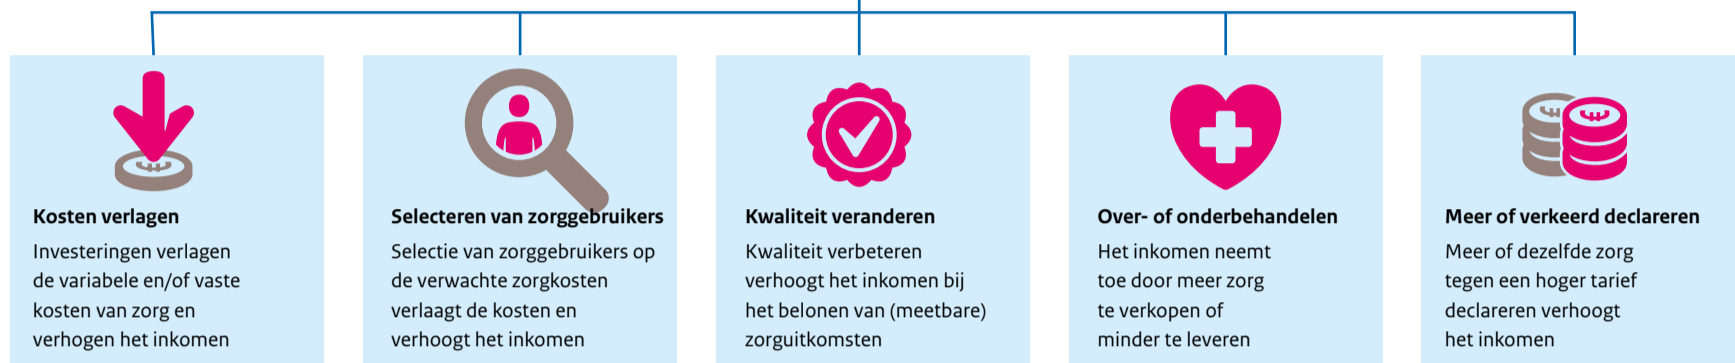 Kosten verlagen
Investeringen verlagen
de variabele en/of vaste
kosten van zorg en
verhogen het inkomen
Selecteren van zorggebruikers
Selectie van zorggebruikers op
de verwachte zorgkosten
verlaagt de kosten en
verhoogt het inkomen
Kwaliteit veranderen
Kwaliteit verbeteren
verhoogt het inkomen bij
het belonen van (meetbare)
zorguitkomsten
Over- of onderbehandelen
Het inkomen neemt
toe door meer zorg
te verkopen of
minder te leveren
Meer of verkeerd declareren
Meer of dezelfde zorg
tegen een hoger tarief
declareren verhoogt
het inkomen